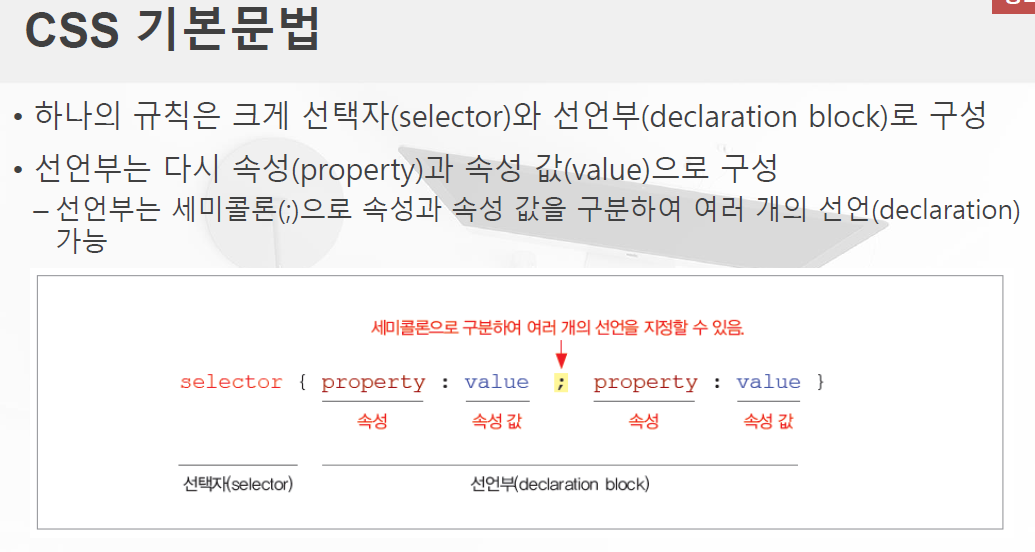 CSS 기본문법
• 하나의 규칙은 크게 선택자(selector)와 선언부(declaration block)로 구성
• 선언부는 다시 속성(property)과 속성 값(value)으로 구성
– 선언부는 세미콜론(;)으로 속성과 속성 값을 구분하여 여러 개의 선언(declaration)
가능
세미콜론으로 구분하여 여러 개의 선언을 지정할 수 있음.
selector { property : value ; property : value }
속성 속성 값 속성 속성 값
선택자(selector) 선언부(declaration block)